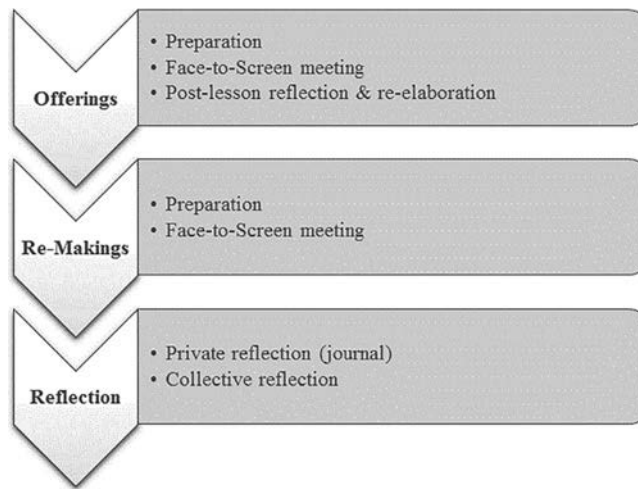 Offerings
• Preparation
• Face-to-Screen meeting
• Post-lesson reflection & re-elaboration
Re-Makings
• Preparation
• Face-to-Screen meeting
Reflection
• Private reflection (journal)
• Collective reflection